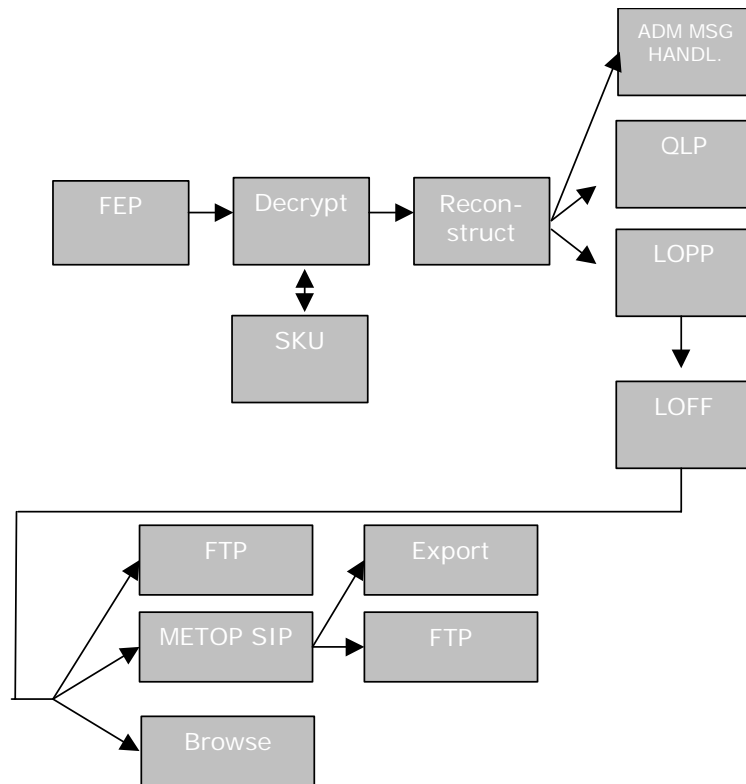 ADM MSG
HANDL.
QLP
FEP
Decrypt
Recon-
struct
LOPP
SKU
LOFF
FTP
Export
METOP SIP
FTP
Browse